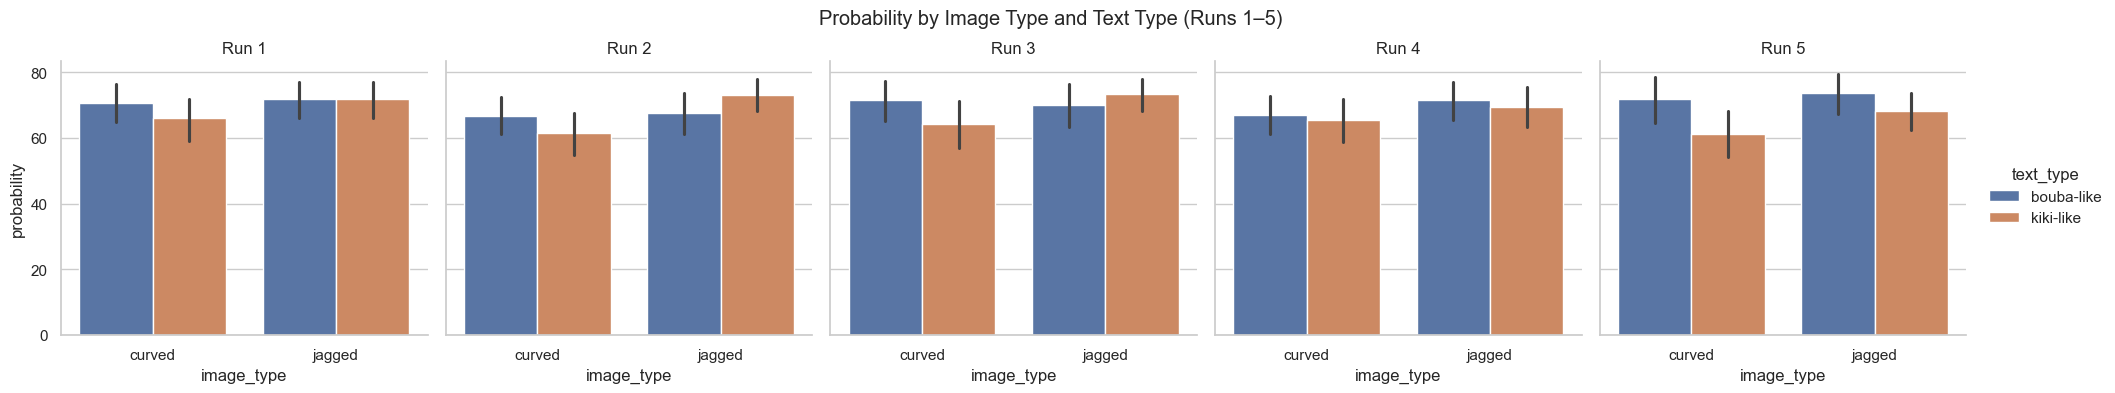 Probability by Image Type and Text Type (Runs 1–5)
Run 1
Run 2
Run 3
Run 4
Run 5
probability
80
60
40
20
0
curved
jagged
curved
jagged
curved
jagged
curved
jagged
curved
jagged
image_type
image_type
image_type
image_type
image_type
text_type
bouba-like
kiki-like